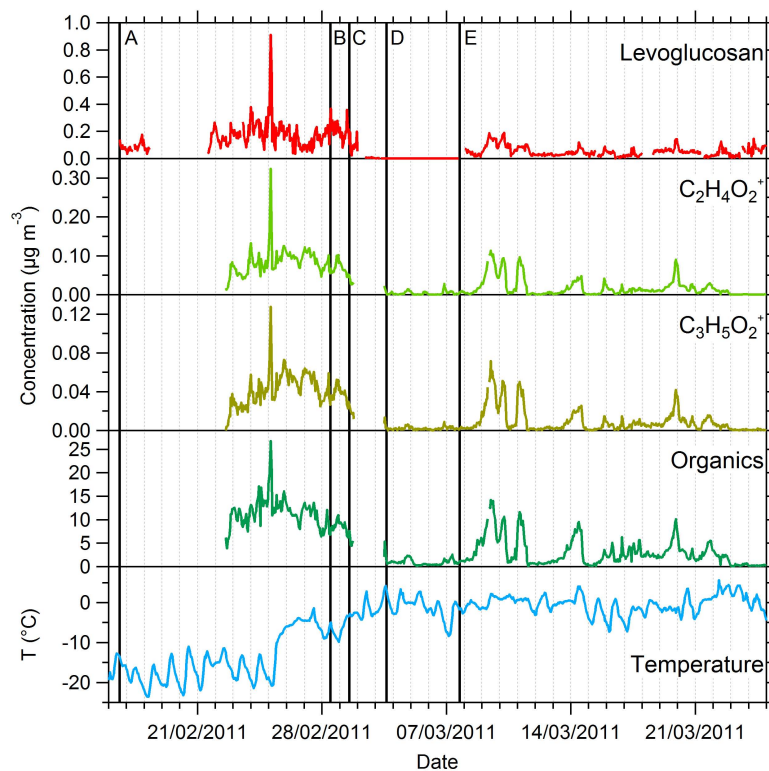 1.0
A
B
C
D
E
Levoglucosan
0.8
0.6
0.4
0.2
0.0
0.30
C2H4O2+
0.20
0.10
0.00
0.12
C3H5O2+
0.08
0.04
0.00
Concentration (µg m-3)
25
Organics
20
15
10
5
0
0
-10
-20
T (°C)
Temperature
21/02/2011
28/02/2011
07/03/2011
14/03/2011
21/03/2011
Date